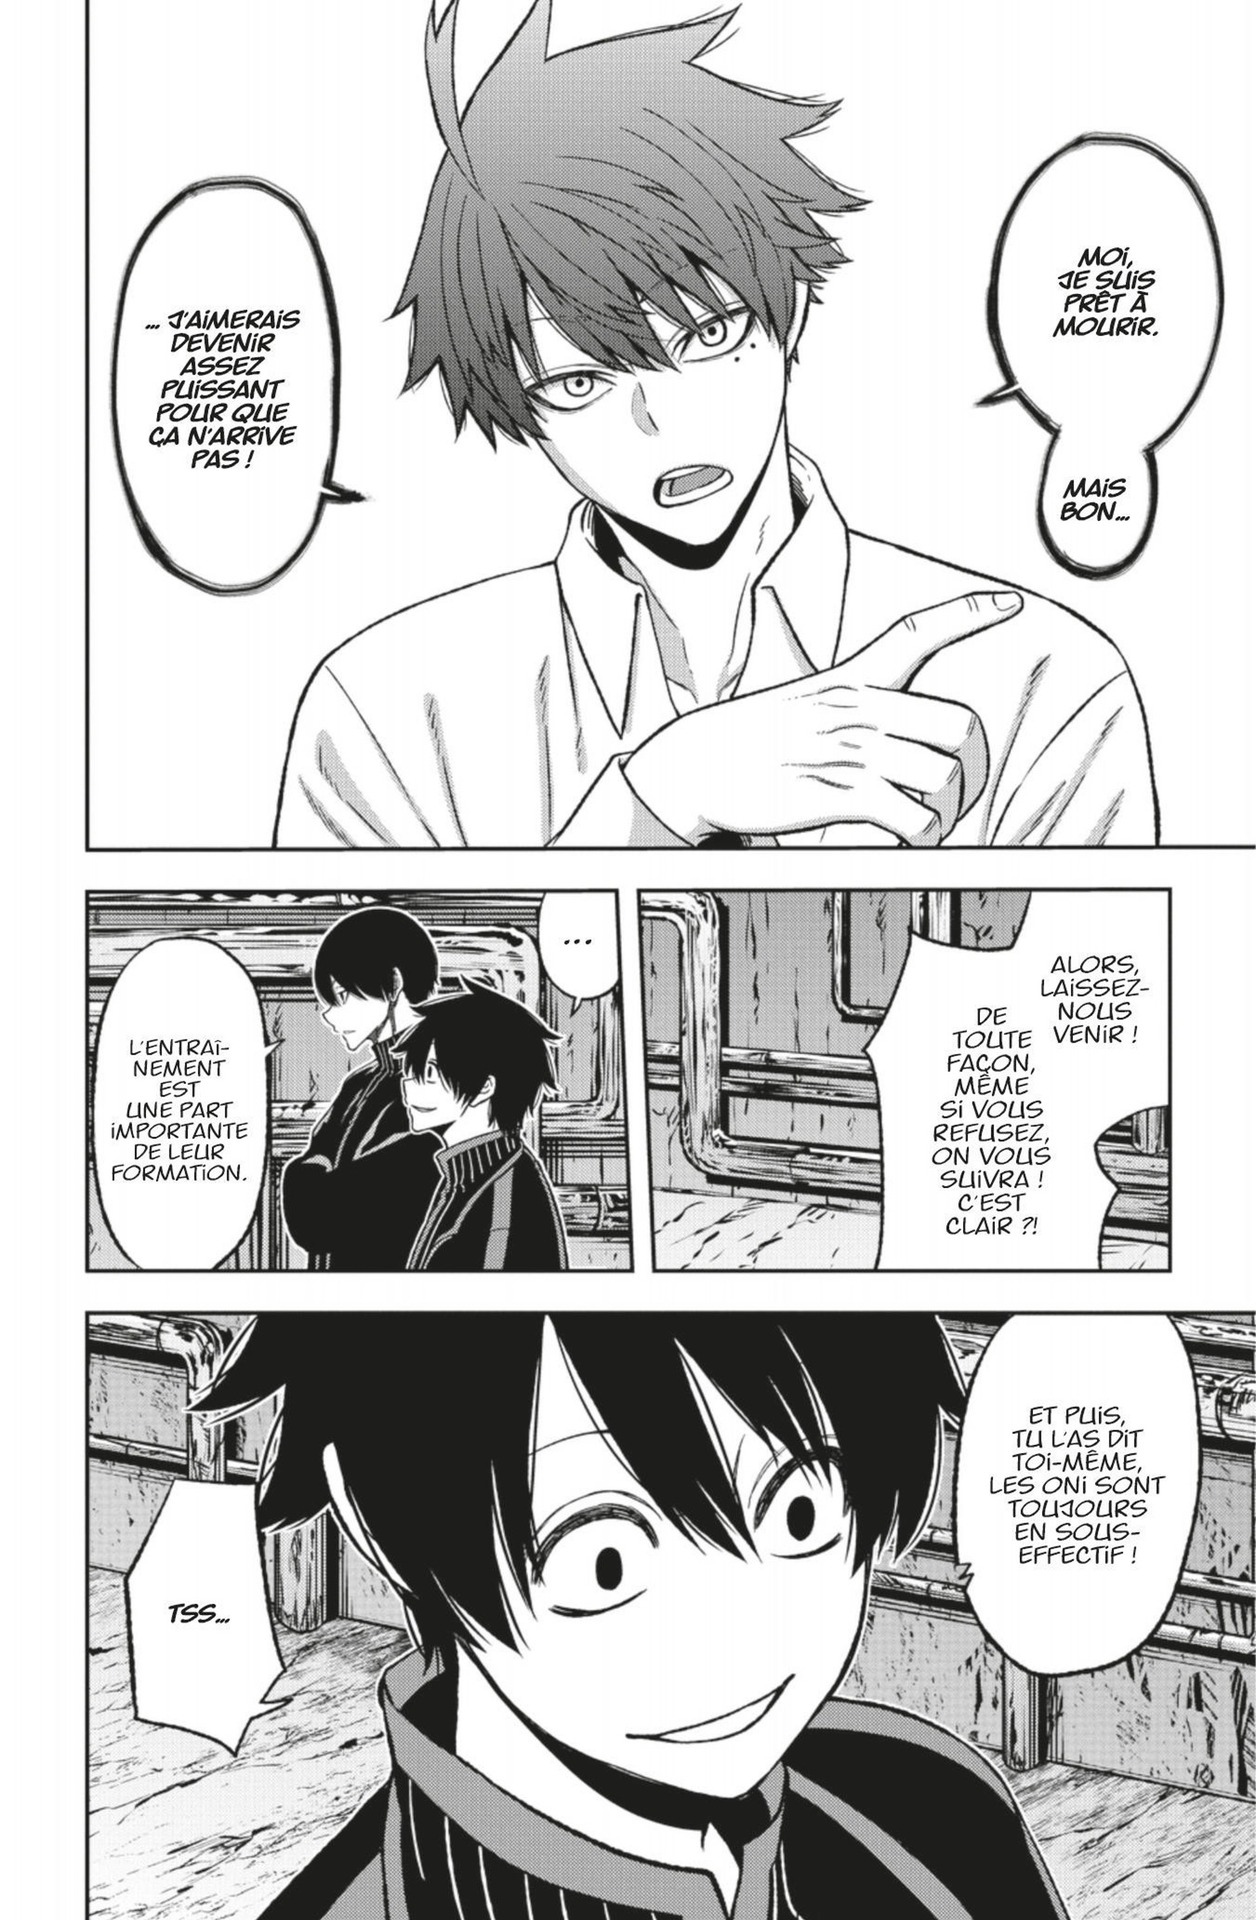 MOI,
JE SUIS
PRÊT À
MOURIR.
MAIS
BON...
... J'AIMERAIS
DEVENIR
ASSEZ
PUISSANT
POUR QUE
ÇA N'ARRIVE
PAS !
ALORS,
LAISSEZ-
NOUS
VENIR !
DE
TOUTE
FAÇON,
MÊME
SI VOUS
REFUSEZ,
ON VOUS
SUIVRA !
C'EST
CLAIR ?!
...
L'ENTRAÎ-
NEMENT
EST
UNE PART
IMPORTANTE
DE LEUR
FORMATION.
ET PUIS,
TU L'AS DIT
TOI-MÊME,
LES ONI SONT
TOUJOURS
EN SOUS-
EFFECTIF !
TSS...